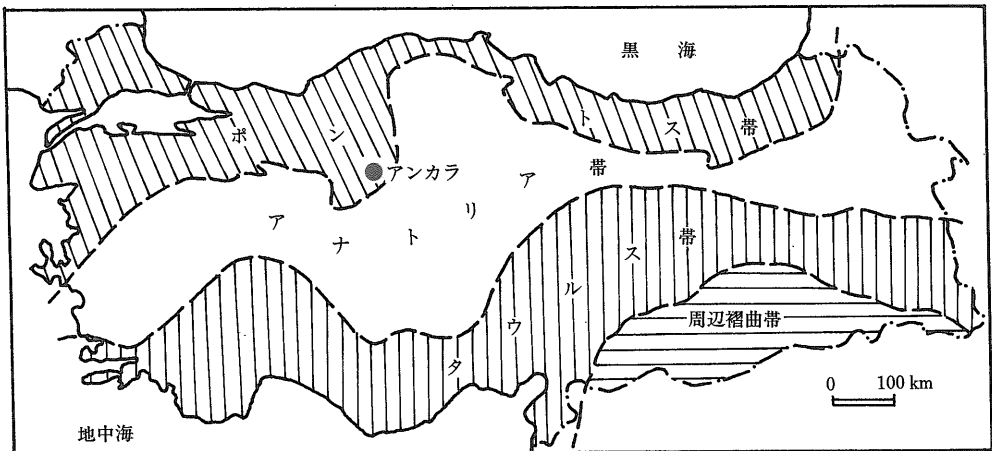 黒海
ポントス帯
アンカラ
アナトリア帯
タウルス帯
周辺褶曲帯
0 100 km
地中海